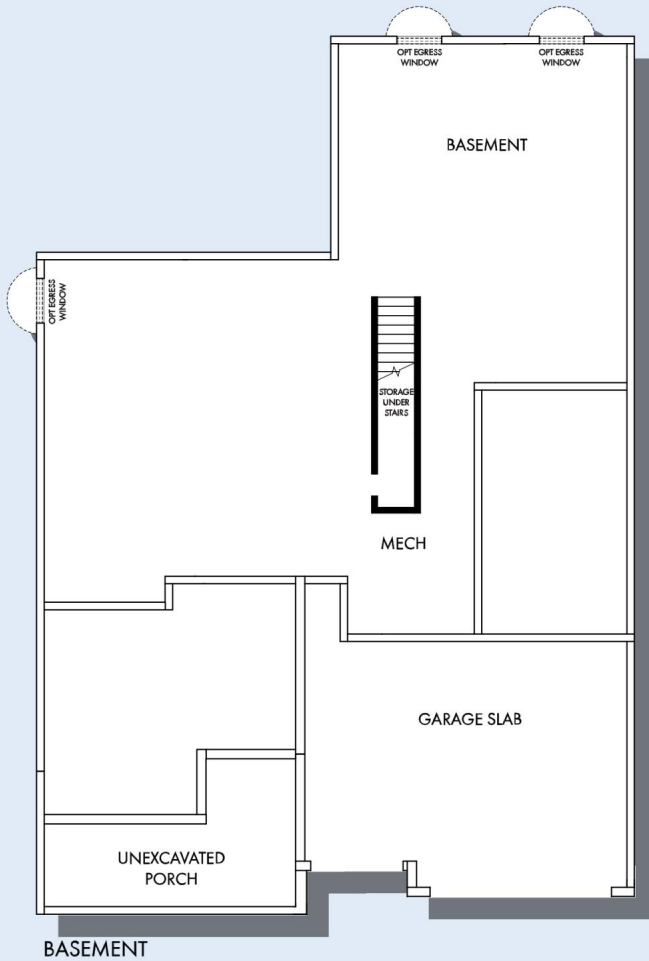 OPT EGRESS
WINDOW
OPT EGRESS
WINDOW
BASEMENT
OPT EGRESS
WINDOW
STORAGE
UNDER
STAIRS
MECH
GARAGE SLAB
UNEXCAVATED
PORCH
BASEMENT